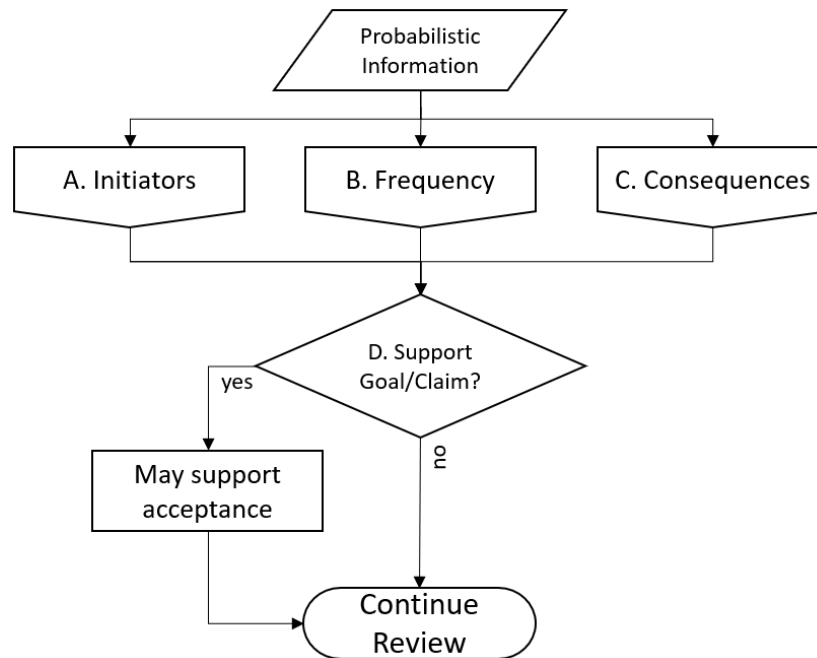 Probabilistic
Information
A. Initiators
B. Frequency
C. Consequences
D. Support
Goal/Claim?
yes
no
May support
acceptance
Continue
Review